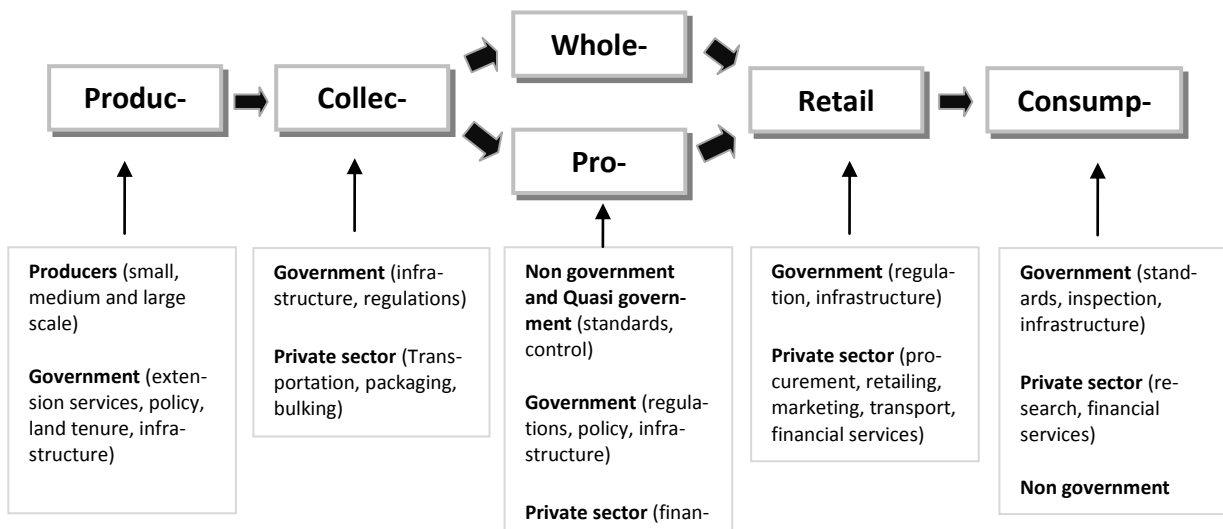 Whole-
Produc-
Collec-
Retail
Consump-
Pro-
Producers (small,
medium and large
scale)
Government (exten-
sion services, policy,
land tenure, infra-
structure)
Government (infra-
structure, regulations)
Private sector (Trans-
portation, packaging,
bulking)
Non government
and Quasi govern-
ment (standards,
control)
Government (regula-
tions, policy, infra-
structure)
Private sector (finan-
Government (regula-
tion, infrastructure)
Private sector (pro-
curement, retailing,
marketing, transport,
financial services)
Government (stand-
ards, inspection,
infrastructure)
Private sector (re-
search, financial
services)
Non government